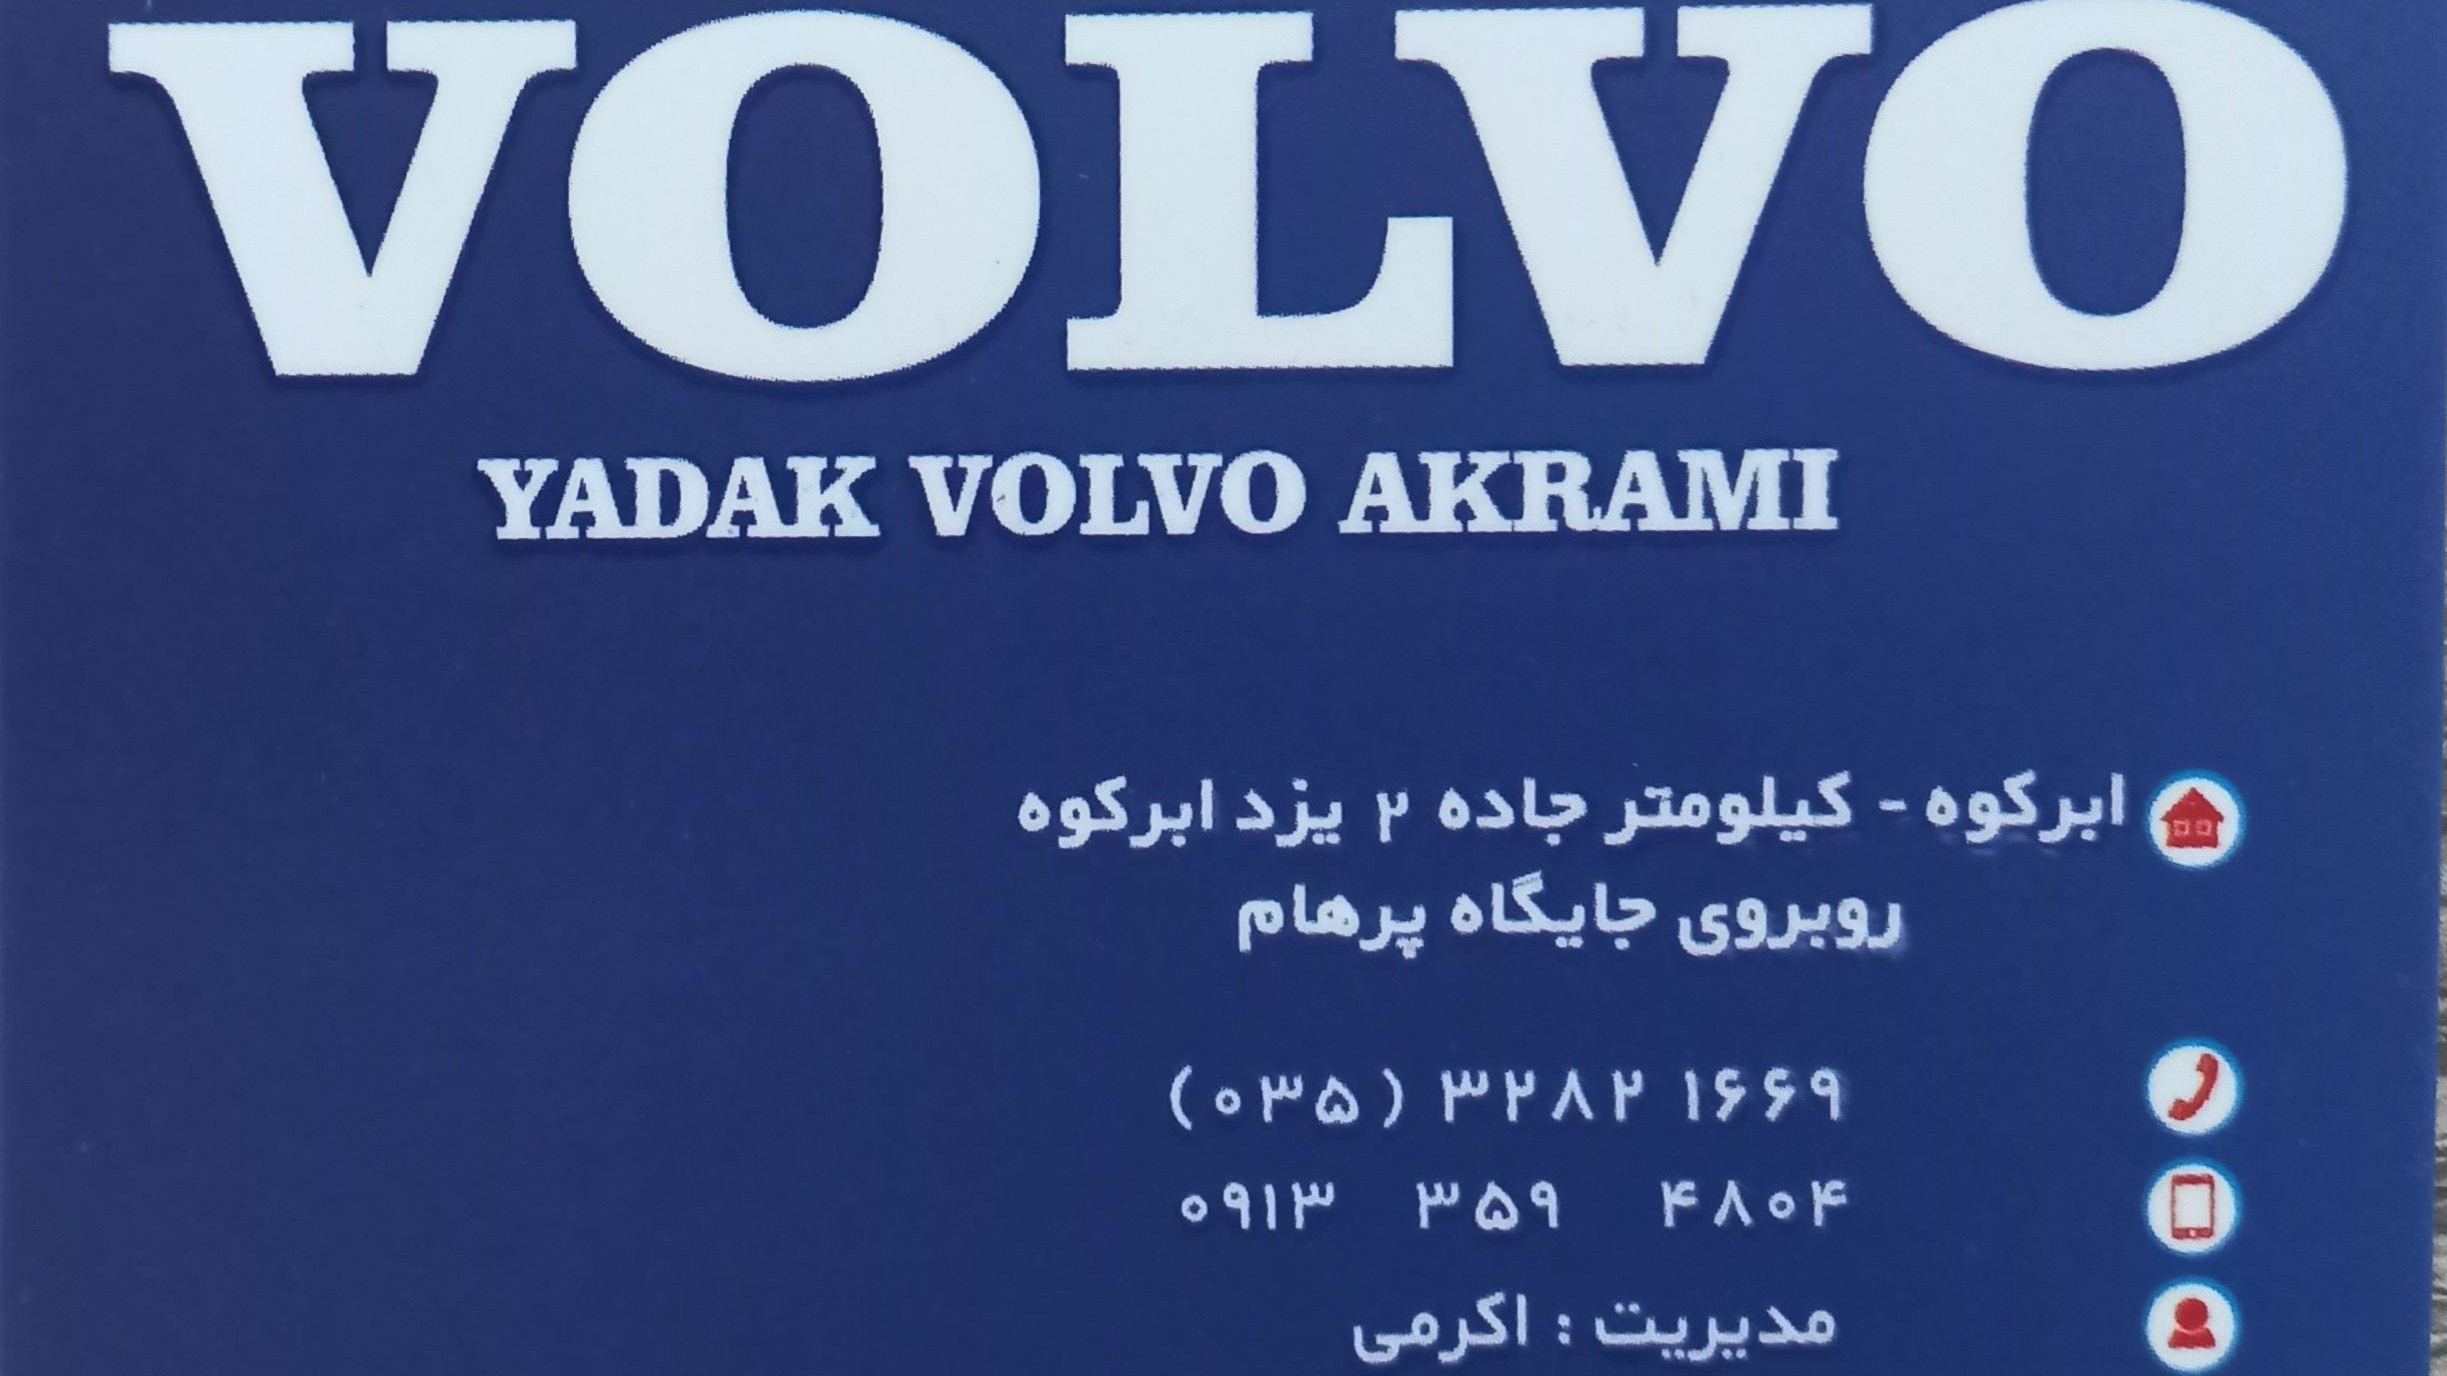 VOLVO
YADAK VOLVO AKRAMI
ابرکوه - کیلومتر جاده ۲ یزد ابرکوه
روبروی جایگاه پرهام
(۰۳۵) ۳۲۸۲ ۱۶۶۹
۰۹۱۳ ۳۵۹ ۴۸۰۴
مدیریت : اکرمی